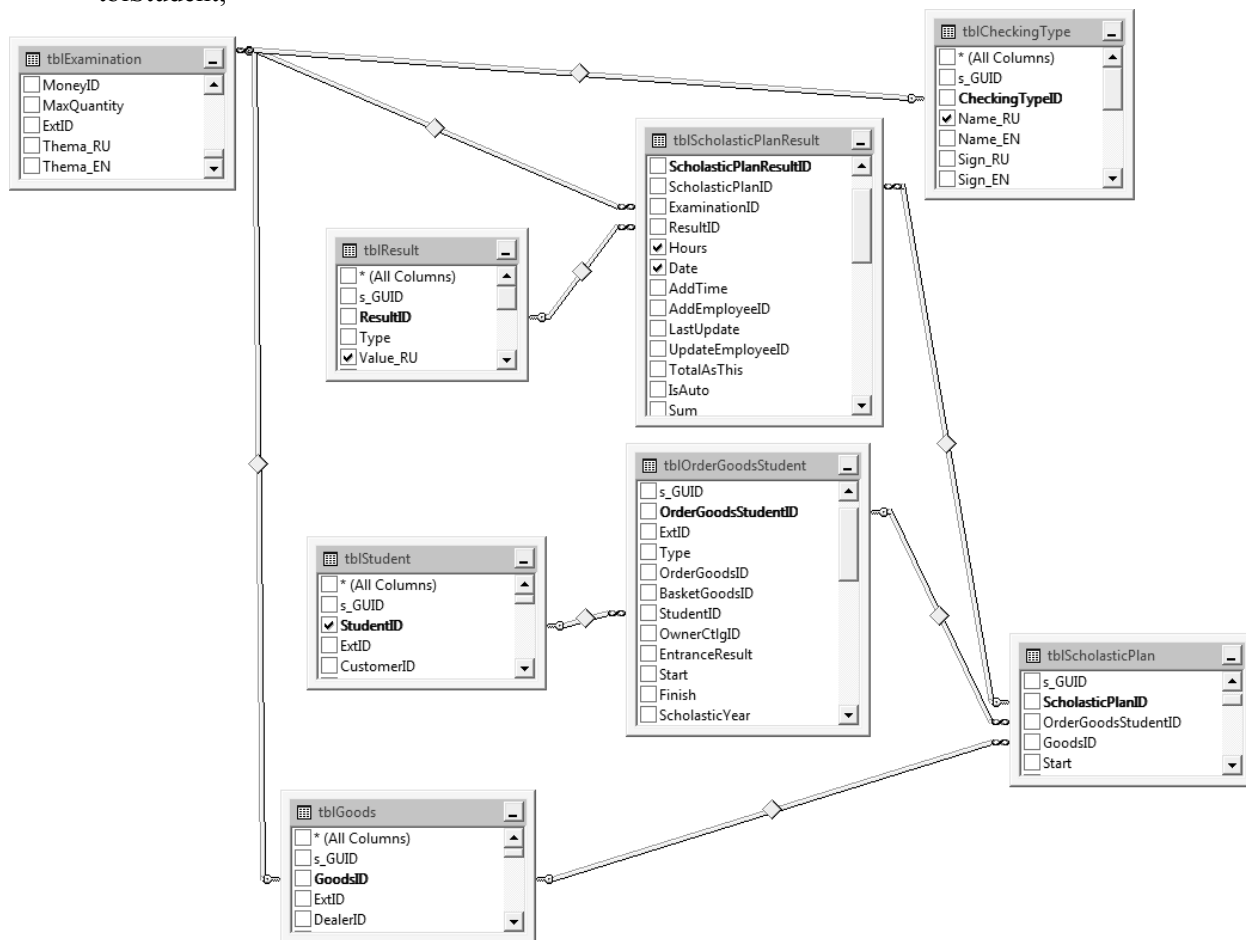 tblStudent;
tblExamination
MoneyID
MaxQuantity
ExtID
Thema_RU
Thema_EN
tblCheckingType
* (All Columns)
s_GUID
CheckingTypeID
Name_RU
Name_EN
Sign_RU
Sign_EN
tblScholasticPlanResult
ScholasticPlanResultID
ScholasticPlanID
ExaminationID
ResultID
Hours
Date
AddTime
AddEmployeeID
LastUpdate
UpdateEmployeeID
TotalAsThis
IsAuto
Sum
tblResult
* (All Columns)
s_GUID
ResultID
Type
Value_RU
tblOrderGoodsStudent
s_GUID
OrderGoodsStudentID
ExtID
Type
OrderGoodsID
BasketGoodsID
StudentID
OwnerCtlgID
EntranceResult
Start
Finish
ScholasticYear
tblStudent
* (All Columns)
s_GUID
StudentID
ExtID
CustomerID
tblScholasticPlan
s_GUID
ScholasticPlanID
OrderGoodsStudentID
GoodsID
Start
tblGoods
* (All Columns)
s_GUID
GoodsID
ExtID
DealerID